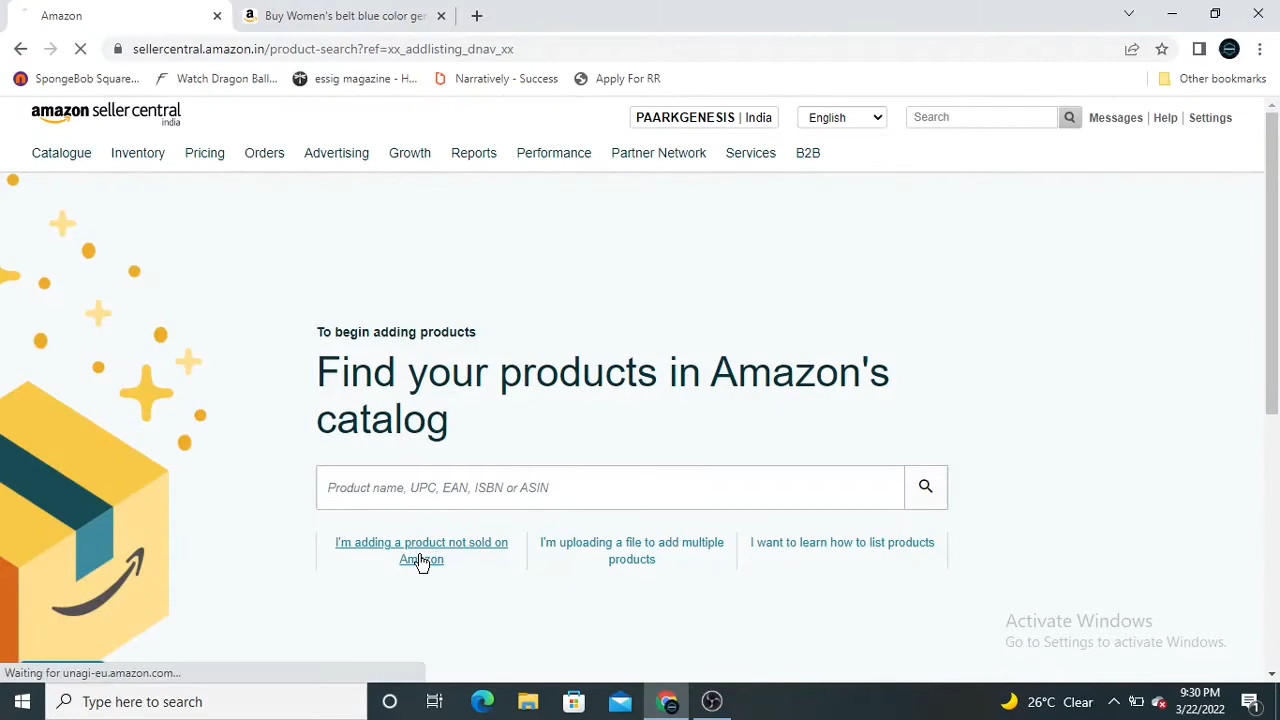 Amazon
Buy Women's belt blue color ger
sellercentral.amazon.in/product-search?ref=xx_addlisting_dnav_xx
SpongeBob Square...
Watch Dragon Ball...
essig magazine - H...
Narratively - Success
Apply For RR
Other bookmarks
amazon seller central
india
PAARKGENESIS | India
English
Search
Messages | Help | Settings
Catalogue
Inventory
Pricing
Orders
Advertising
Growth
Reports
Performance
Partner Network
Services
B2B
To begin adding products
Find your products in Amazon's
catalog
Product name, UPC, EAN, ISBN or ASIN
I'm adding a product not sold on
Amazon
I'm uploading a file to add multiple
products
I want to learn how to list products
Activate Windows
Go to Settings to activate Windows.
Waiting for unagi-eu.amazon.com...
Type here to search
26°C Clear
9:30 PM
3/22/2022
1